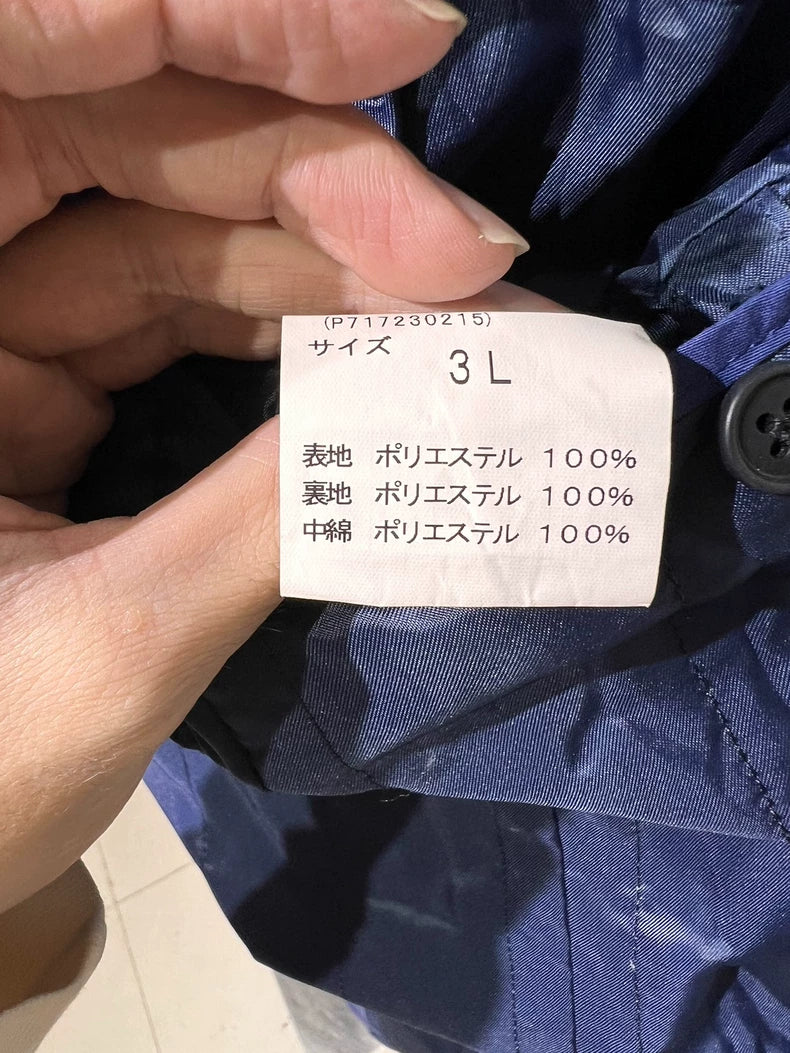 (P717230215)
サイズ 3L
表地 ポリエステル 100%
裏地 ポリエステル 100%
中綿 ポリエステル 100%